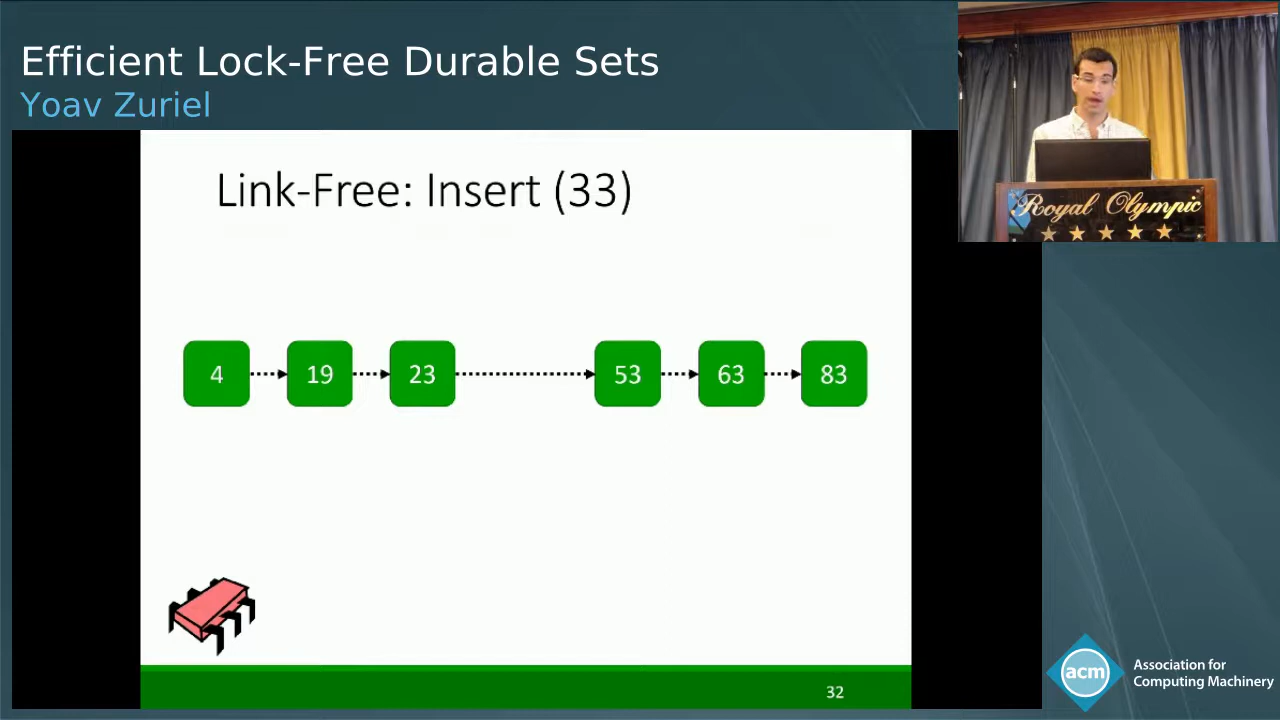 Efficient Lock-Free Durable Sets
Yoav Zuriel
Link-Free: Insert (33)
4 19 23 53 63 83
32
Royal Olympic
acm
Association for
Computing Machinery